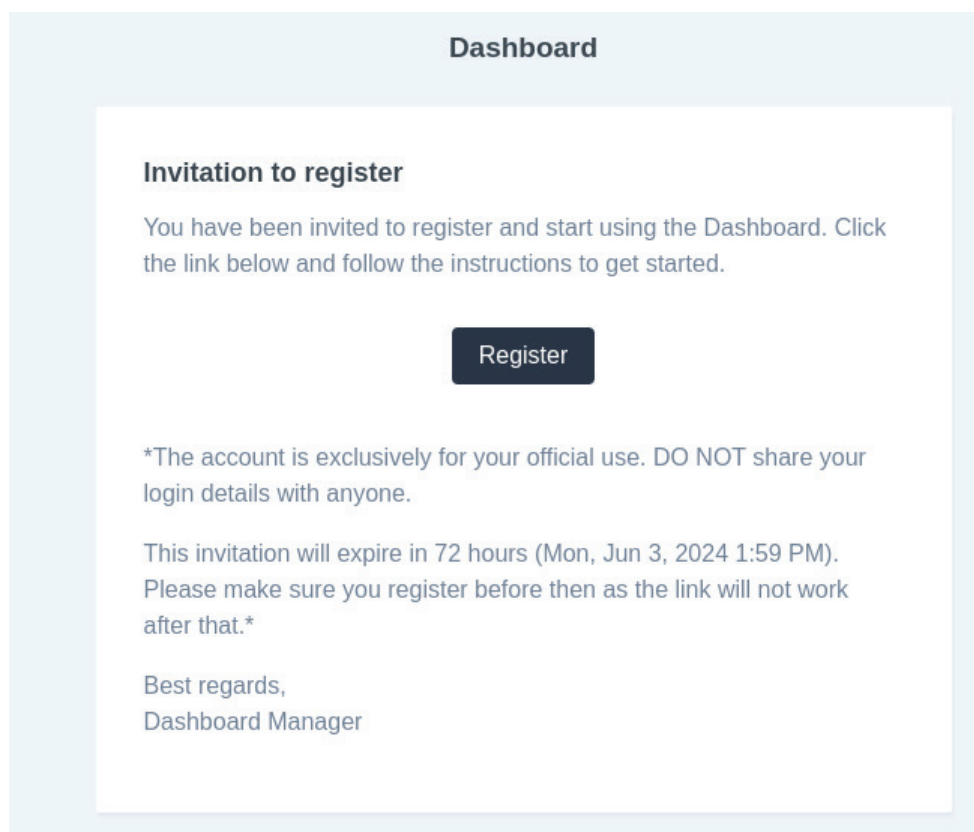 Dashboard
Invitation to register
You have been invited to register and start using the Dashboard. Click
the link below and follow the instructions to get started.
Register
*The account is exclusively for your official use. DO NOT share your
login details with anyone.
This invitation will expire in 72 hours (Mon, Jun 3, 2024 1:59 PM).
Please make sure you register before then as the link will not work
after that.*
Best regards,
Dashboard Manager